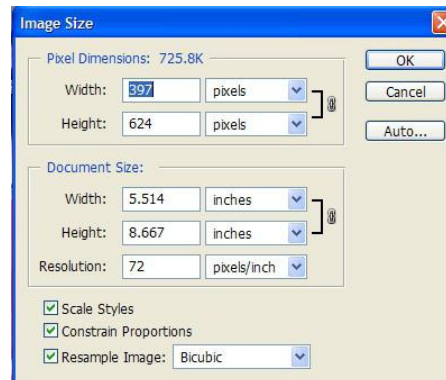 Image Size
Pixel Dimensions: 725.8K
Width: 397 pixels
Height: 624 pixels
Document Size:
Width: 5.514 inches
Height: 8.667 inches
Resolution: 72 pixels/inch
Scale Styles
Constrain Proportions
Resample Image: Bicubic
OK
Cancel
Auto...